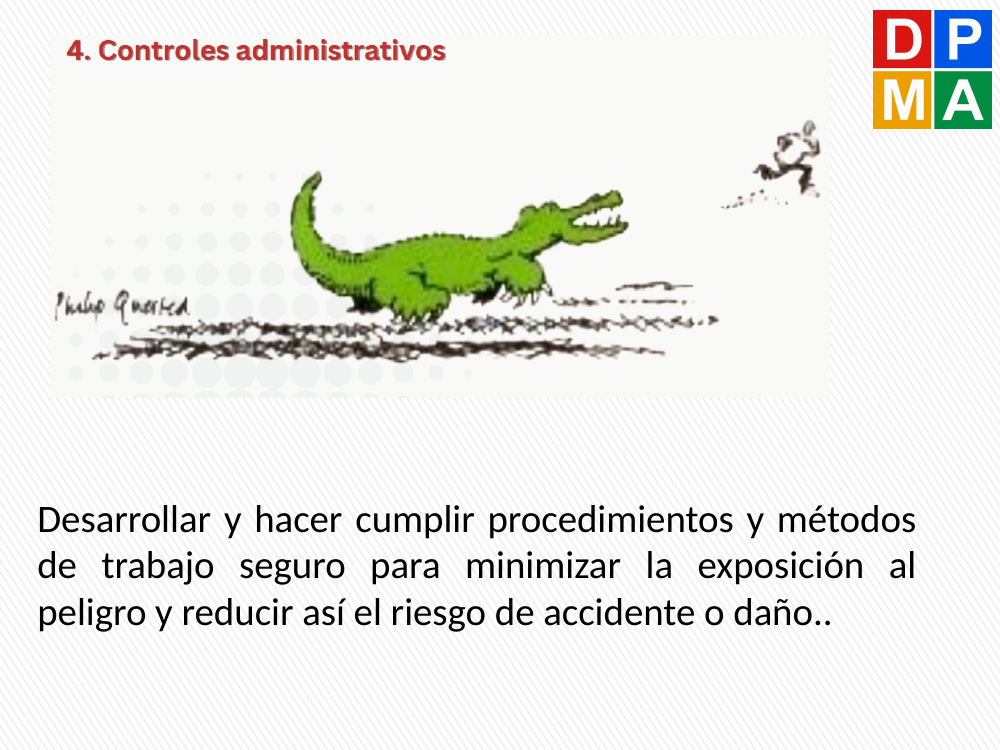 4. Controles administrativos
D P
M A
Philip Quested
Desarrollar y hacer cumplir procedimientos y métodos
de trabajo seguro para minimizar la exposición al
peligro y reducir así el riesgo de accidente o daño..